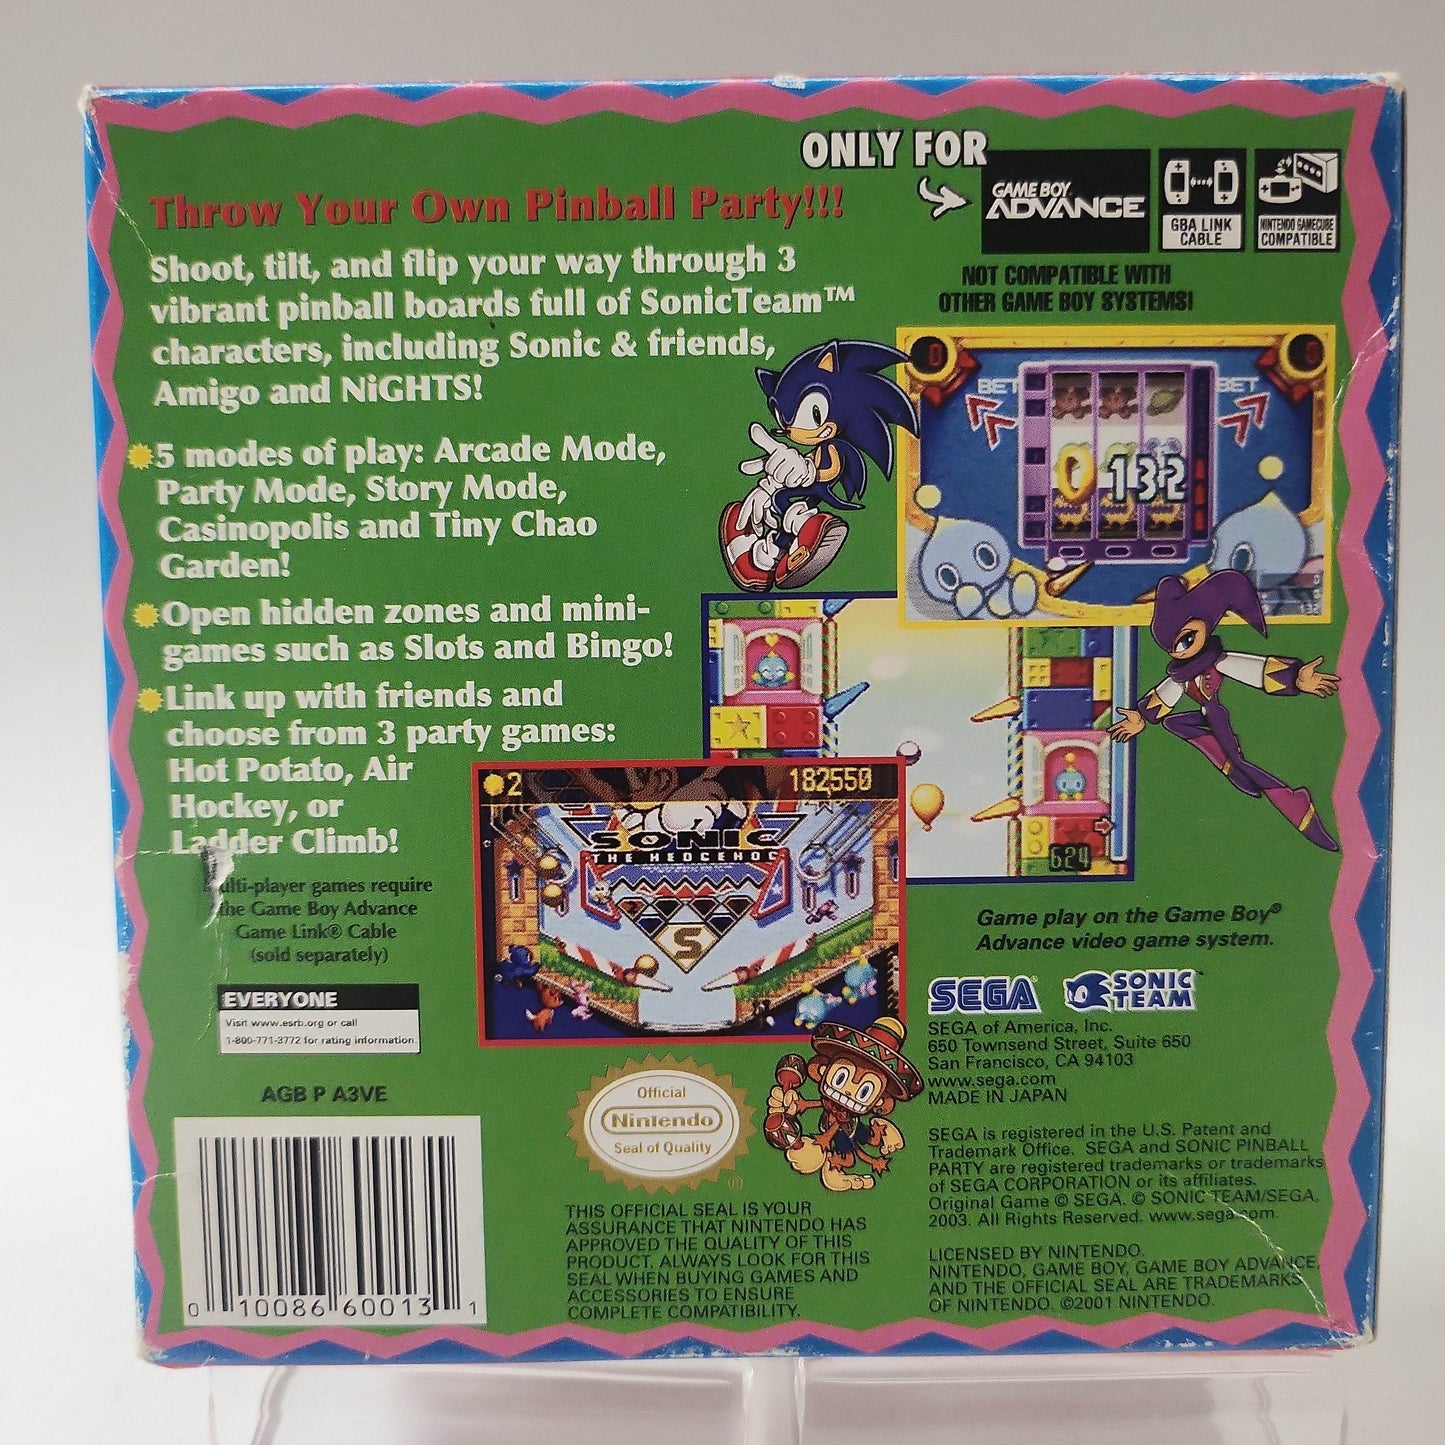 ONLY FOR
GAME BOY
ADVANCE
GBA LINK
CABLE
NINTENDO GAMECUBE
COMPATIBLE
NOT COMPATIBLE WITH
OTHER GAME BOY SYSTEMS!
Throw Your Own Pinball Party!!!
Shoot, tilt, and flip your way through 3
vibrant pinball boards full of SonicTeam™
characters, including Sonic & friends,
Amigo and NiGHTS!
5 modes of play: Arcade Mode,
Party Mode, Story Mode,
Casinopolis and Tiny Chao
Garden!
Open hidden zones and mini-
games such as Slots and Bingo!
Link up with friends and
choose from 3 party games:
Hot Potato, Air
Hockey, or
Ladder Climb!
Multi-player games require
the Game Boy Advance
Game Link® Cable
(sold separately)
EVERYONE
Visit www.esrb.org or call
1-800-771-3772 for rating information.
AGB P A3VE
0 10086 60013 1
BET
BET
132
624
2
182550
SONIC
THE HEDGEHOG
S
Game play on the Game Boy®
Advance video game system.
SEGA®
SONIC
TEAM™
SEGA of America, Inc.
650 Townsend Street, Suite 650
San Francisco, CA 94103
www.sega.com
MADE IN JAPAN
Official
Nintendo
Seal of Quality
®
THIS OFFICIAL SEAL IS YOUR
ASSURANCE THAT NINTENDO HAS
APPROVED THE QUALITY OF THIS
PRODUCT. ALWAYS LOOK FOR THIS
SEAL WHEN BUYING GAMES AND
ACCESSORIES TO ENSURE
COMPLETE COMPATIBILITY.
SEGA is registered in the U.S. Patent and
Trademark Office. SEGA and SONIC PINBALL
PARTY are registered trademarks or trademarks
of SEGA CORPORATION or its affiliates.
Original Game © SEGA. © SONIC TEAM/SEGA,
2003. All Rights Reserved. www.sega.com.
LICENSED BY NINTENDO.
NINTENDO, GAME BOY, GAME BOY ADVANCE,
AND THE OFFICIAL SEAL ARE TRADEMARKS
OF NINTENDO. ©2001 NINTENDO.